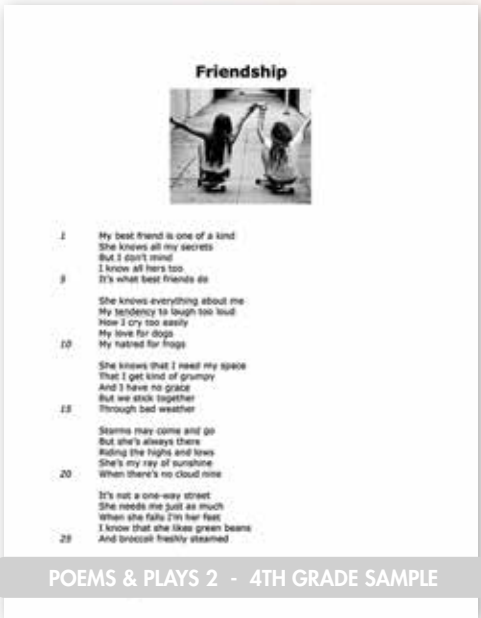 Friendship
1 My best friend is one of a kind
She knows all my secrets
But I don't mind
I know all hers too
5 It's what best friends do
She knows everything about me
My tendency to laugh too loud
How I cry too easily
My love for dogs
10 My hatred for frogs
She knows that I need my space
That I get kind of grumpy
And I have no grace
But we stick together
15 Through bad weather
Storms may come and go
But she's always there
Riding the highs and lows
She's my ray of sunshine
20 When there's no cloud nine
It's not a one-way street
She needs me just as much
When she falls I'm her feet
I know that she likes green beans
25 And broccoli freshly steamed
POEMS & PLAYS 2 - 4TH GRADE SAMPLE